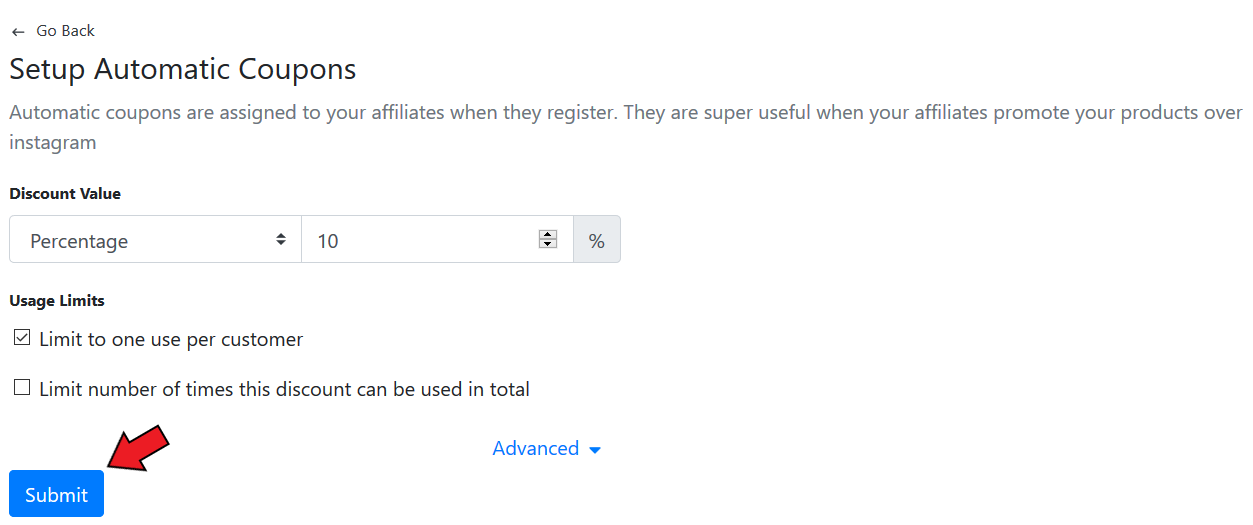 ← Go Back
Setup Automatic Coupons
Automatic coupons are assigned to your affiliates when they register. They are super useful when your affiliates promote your products over
instagram
Discount Value
Percentage 10 %
Usage Limits
Limit to one use per customer
Limit number of times this discount can be used in total
Advanced
Submit